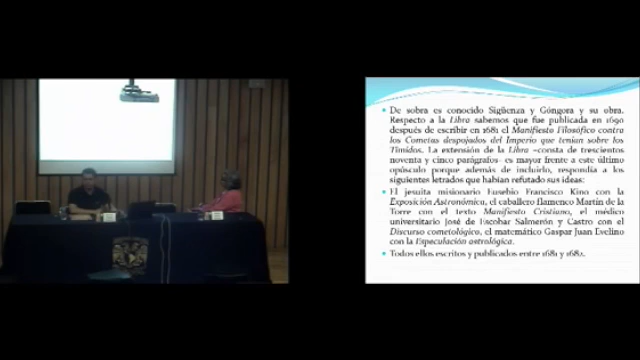 De sobra es conocido Sigüenza y Góngora y su obra.
Respecto a la Libra sabemos que fue publicada en 1690
después de escribir en 1681 el Manifiesto Filosófico contra
los Cometas despojados del Imperio que tenían sobre los
Tímidos. La extensión de la Libra –consta de trescientos
noventa y cinco parágrafos- es mayor frente a este último
opúsculo porque además de incluirlo, respondía a los
siguientes letrados que habían refutado sus ideas:
El jesuita misionario Eusebio Francisco Kino con la
Exposición Astronómica, el caballero flamenco Martín de la
Torre con el texto Manifiesto Cristiano, el médico
universitario José de Escobar Salmerón y Castro con el
Discurso cometológico, el matemático Gaspar Juan Evelino
con la Especulación astrológica.
Todos ellos escritos y publicados entre 1681 y 1682.